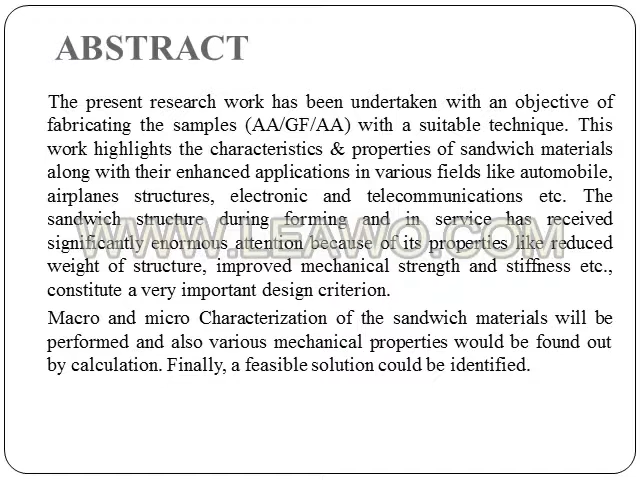 ABSTRACT
The present research work has been undertaken with an objective of
fabricating the samples (AA/GF/AA) with a suitable technique. This
work highlights the characteristics & properties of sandwich materials
along with their enhanced applications in various fields like automobile,
airplanes structures, electronic and telecommunications etc. The
sandwich structure during forming and in service has received
significantly enormous attention because of its properties like reduced
weight of structure, improved mechanical strength and stiffness etc.,
constitute a very important design criterion.
Macro and micro Characterization of the sandwich materials will be
performed and also various mechanical properties would be found out
by calculation. Finally, a feasible solution could be identified.
WWW.LEAWO.COM